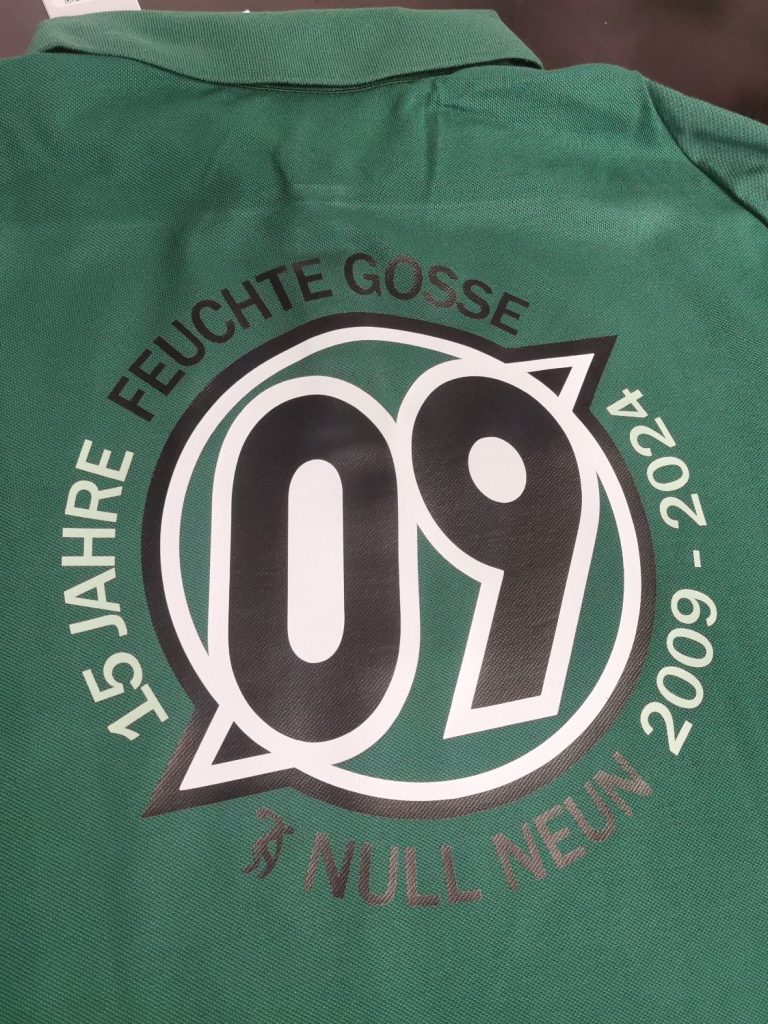 15 JAHRE FEUCHTE GOSSE
09
2009 - 2024
NULL NEUN